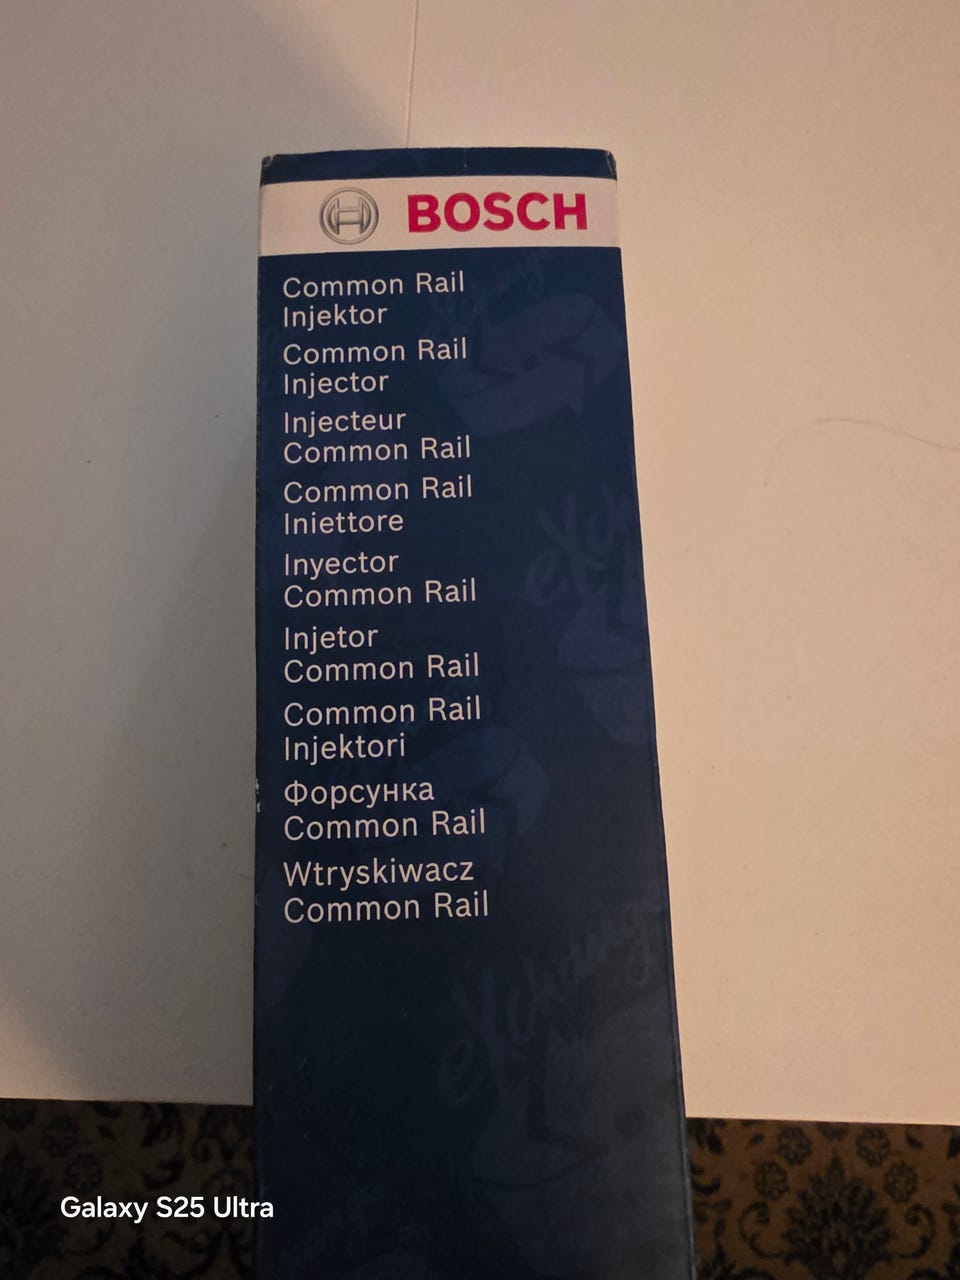 BOSCH
Common Rail
Injektor
Common Rail
Injector
Injecteur
Common Rail
Common Rail
Iniettore
Inyector
Common Rail
Injetor
Common Rail
Common Rail
Injektori
Форсунка
Common Rail
Wtryskiwacz
Common Rail
eXchange
Galaxy S25 Ultra